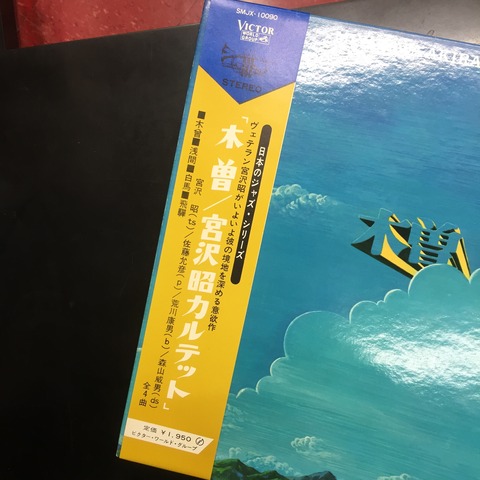 SMJX-10090
VICTOR
WORLD
GROUP
STEREO
日本のジャズ・シリーズ
ヴェテラン宮沢昭がいよいよ彼の境地を深める意欲作
「木曽／宮沢昭カルテット」
宮沢 昭(ts)／佐藤允彦(p)／荒川康男(b)／森山威男(ds)
■木曽■浅間■白馬■飛騨 全4曲
定価 ¥1,950
ビクター・ワールド・グループ
木曽